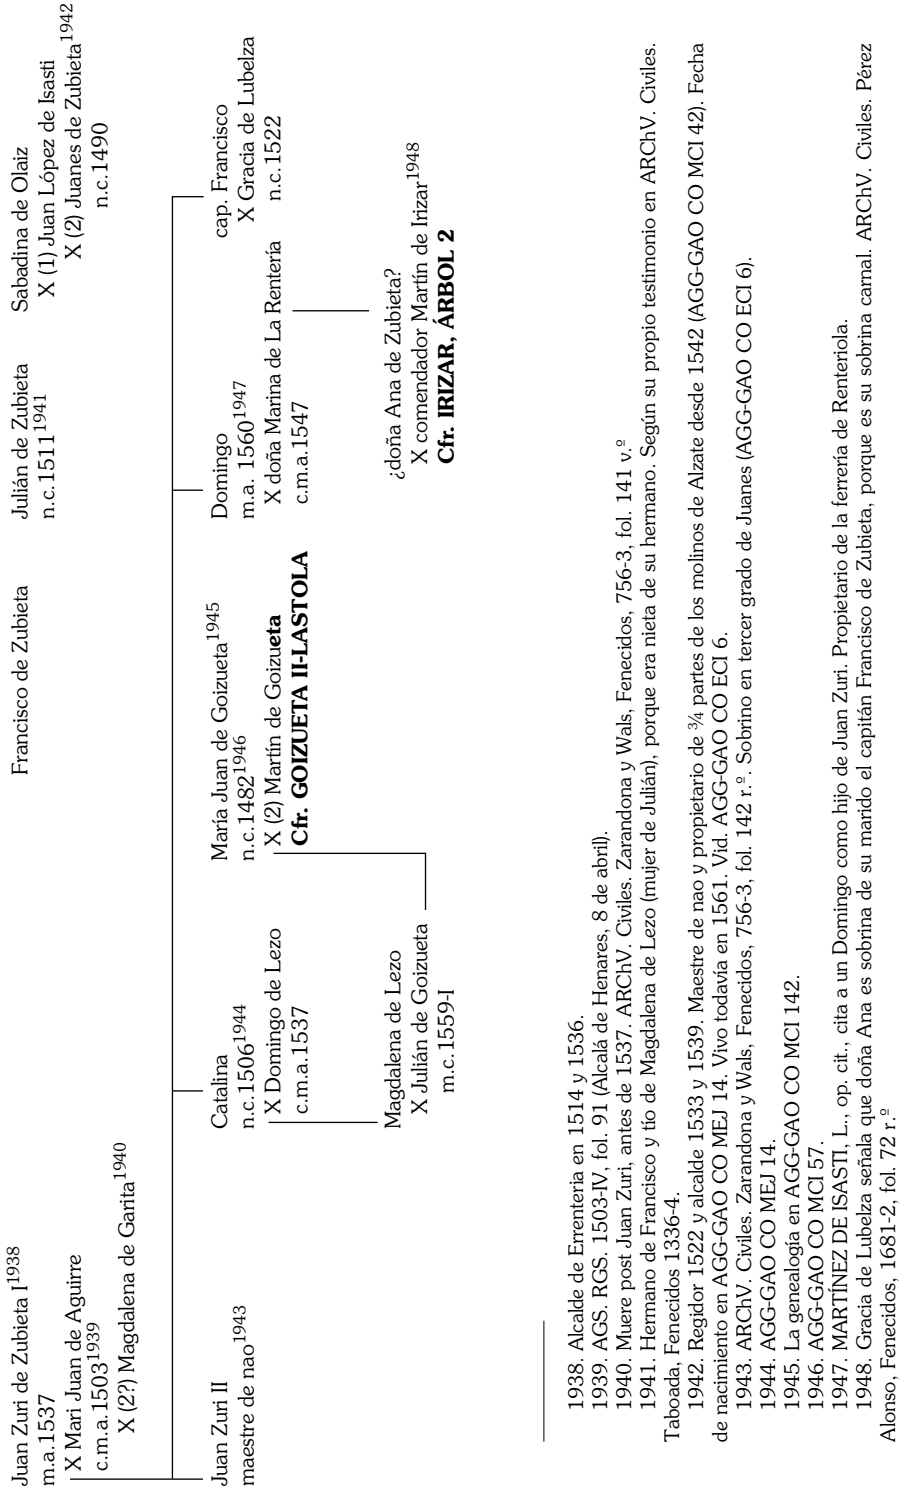 Juan Zuri de Zubieta I1938
m.a.1537
X Mari Juan de Aguirre
c.m.a.15031939
X (2?) Magdalena de Garita1940
Francisco de Zubieta
Julián de Zubieta
n.c.15111941
Sabadina de Olaiz
X (1) Juan López de Isasti
X (2) Juanes de Zubieta1942
n.c.1490
Juan Zuri II
maestre de nao1943
Catalina
n.c.15061944
X Domingo de Lezo
c.m.a.1537
María Juan de Goizueta1945
n.c.14821946
X (2) Martín de Goizueta
Cfr. GOIZUETA II-LASTOLA
Domingo
m.a. 15601947
X doña Marina de La Rentería
c.m.a.1547
cap. Francisco
X Gracia de Lubelza
n.c.1522
Magdalena de Lezo
X Julián de Goizueta
m.c.1559-I
¿doña Ana de Zubieta?
X comendador Martín de Irizar1948
Cfr. IRIZAR, ÁRBOL 2
1938. Alcalde de Errenteria en 1514 y 1536.
1939. AGS. RGS. 1503-IV, fol. 91 (Alcalá de Henares, 8 de abril).
1940. Muere post Juan Zuri, antes de 1537. ARChV. Civiles. Zarandona y Wals, Fenecidos, 756-3, fol. 141 v.º
1941. Hermano de Francisco y tío de Magdalena de Lezo (mujer de Julián), porque era nieta de su hermano. Según su propio testimonio en ARChV. Civiles.
Taboada, Fenecidos 1336-4.
1942. Regidor 1522 y alcalde 1533 y 1539. Maestre de nao y propietario de ¾ partes de los molinos de Alzate desde 1542 (AGG-GAO CO MCI 42). Fecha
de nacimiento en AGG-GAO CO MEJ 14. Vivo todavía en 1561. Vid. AGG-GAO CO ECI 6.
1943. ARChV. Civiles. Zarandona y Wals, Fenecidos, 756-3, fol. 142 r.º. Sobrino en tercer grado de Juanes (AGG-GAO CO ECI 6).
1944. AGG-GAO CO MEJ 14.
1945. La genealogía en AGG-GAO CO MCI 142.
1946. AGG-GAO CO MCI 57.
1947. MARTÍNEZ DE ISASTI, L., op. cit., cita a un Domingo como hijo de Juan Zuri. Propietario de la ferrería de Renteriola.
1948. Gracia de Lubelza señala que doña Ana es sobrina de su marido el capitán Francisco de Zubieta, porque es su sobrina carnal. ARChV. Civiles. Pérez
Alonso, Fenecidos, 1681-2, fol. 72 r.º